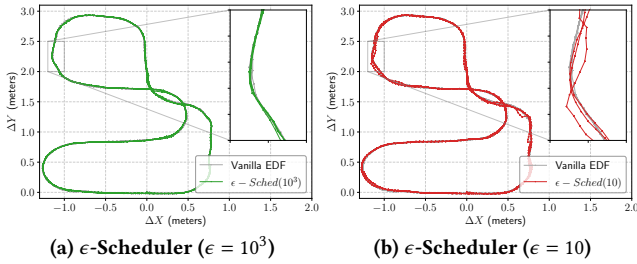 3.0
2.5
2.0
1.5
1.0
0.5
0.0
ΔY (meters)
−1.0 −0.5 0.0 0.5 1.0 1.5 2.0
ΔX (meters)
Vanilla EDF
ϵ − Sched(10³)
(a) ϵ-Scheduler (ϵ = 10³)
3.0
2.5
2.0
1.5
1.0
0.5
0.0
ΔY (meters)
−1.0 −0.5 0.0 0.5 1.0 1.5 2.0
ΔX (meters)
Vanilla EDF
ϵ − Sched(10)
(b) ϵ-Scheduler (ϵ = 10)